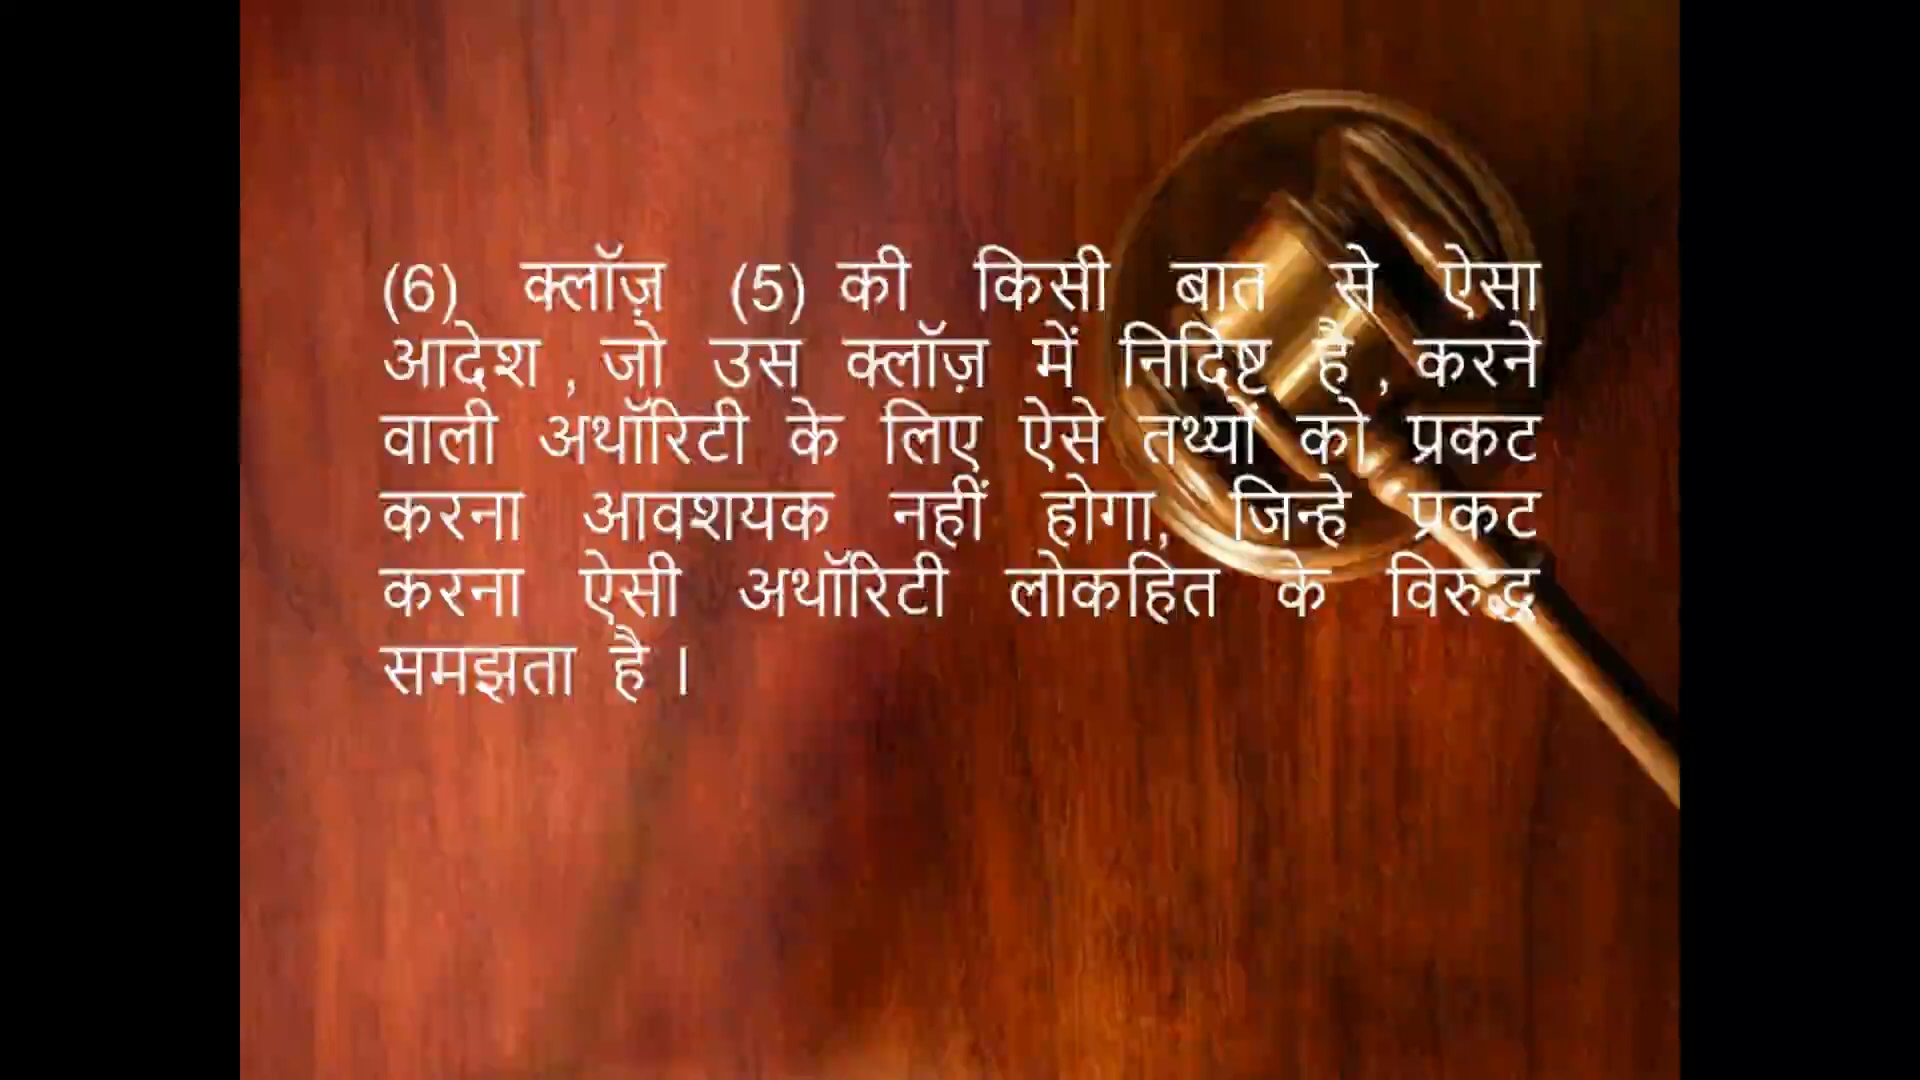 (6) क्लॉज़ (5) की किसी बात से ऐसा
आदेश , जो उस क्लॉज़ में निदिष्ट है , करने
वाली अथॉरिटी के लिए ऐसे तथ्यों को प्रकट
करना आवशयक नहीं होगा, जिन्हे प्रकट
करना ऐसी अथॉरिटी लोकहित के विरुद्ध
समझता है ।